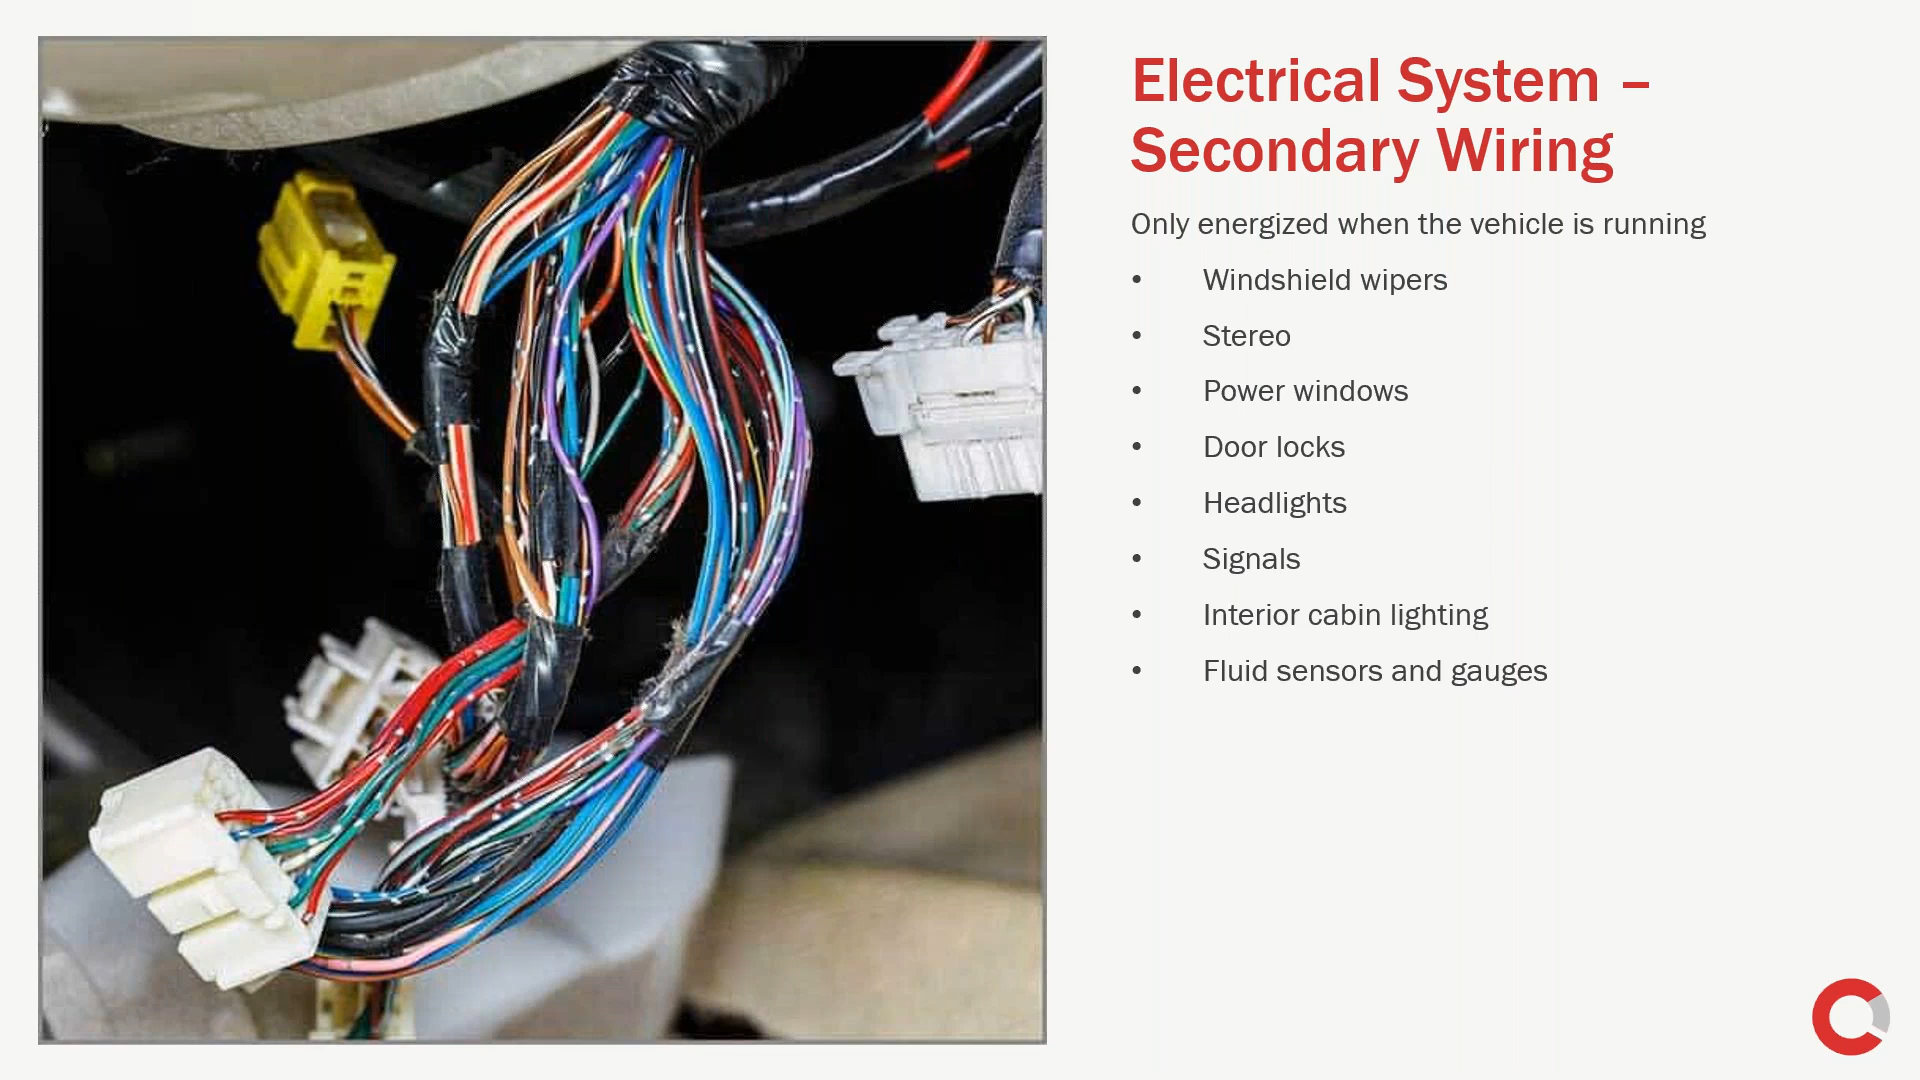 Electrical System –
Secondary Wiring
Only energized when the vehicle is running
• Windshield wipers
• Stereo
• Power windows
• Door locks
• Headlights
• Signals
• Interior cabin lighting
• Fluid sensors and gauges